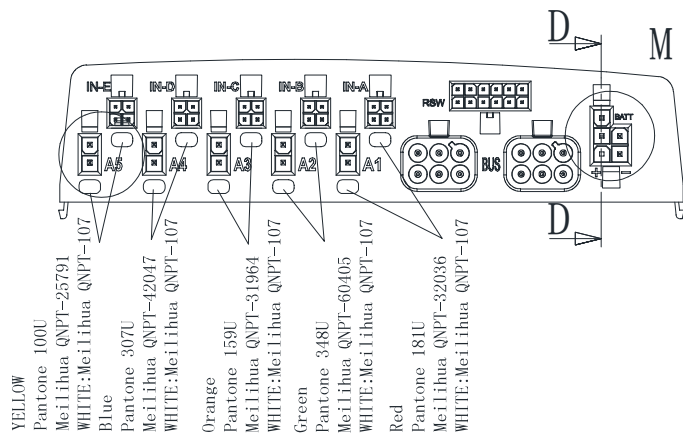 D
M
IN-E
IN-D
IN-C
IN-B
IN-A
RSW
BATT
A5
A4
A3
A2
A1
BUS
+ -
D
YELLOW
Pantone 100U
Meilihua QNPT-25791
WHITE:Meilihua QNPT-107
Blue
Pantone 307U
Meilihua QNPT-42047
WHITE:Meilihua QNPT-107
Orange
Pantone 159U
Meilihua QNPT-31964
WHITE:Meilihua QNPT-107
Green
Pantone 348U
Meilihua QNPT-60405
WHITE:Meilihua QNPT-107
Red
Pantone 181U
Meilihua QNPT-32036
WHITE:Meilihua QNPT-107